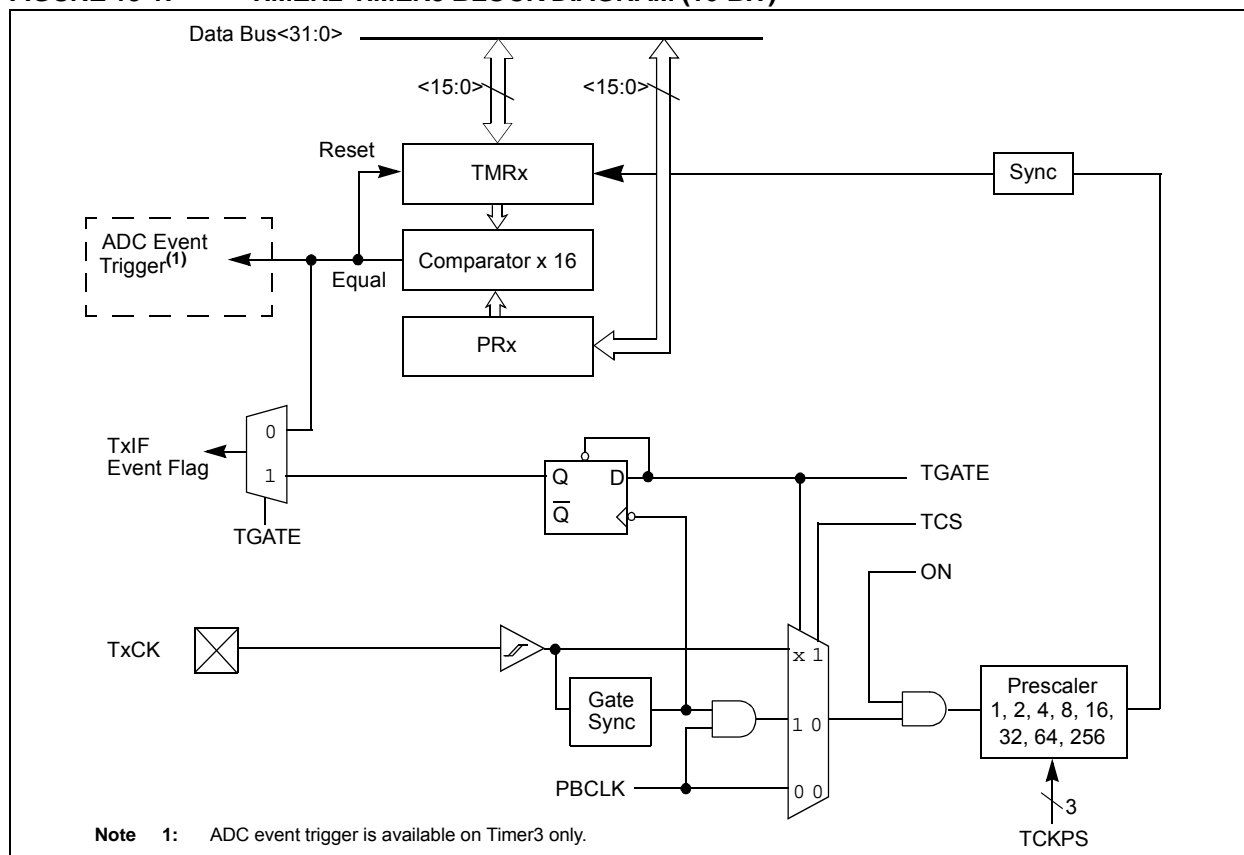 Data Bus<31:0>
<15:0>
<15:0>
Reset
TMRx
Sync
ADC Event
Trigger(1)
Equal
Comparator x 16
PRx
0
1
TxIF
Event Flag
TGATE
Q
D
Q
TGATE
TCS
ON
TxCK
x 1
Gate
Sync
1 0
Prescaler
1, 2, 4, 8, 16,
32, 64, 256
PBCLK
0 0
3
TCKPS
Note 1: ADC event trigger is available on Timer3 only.